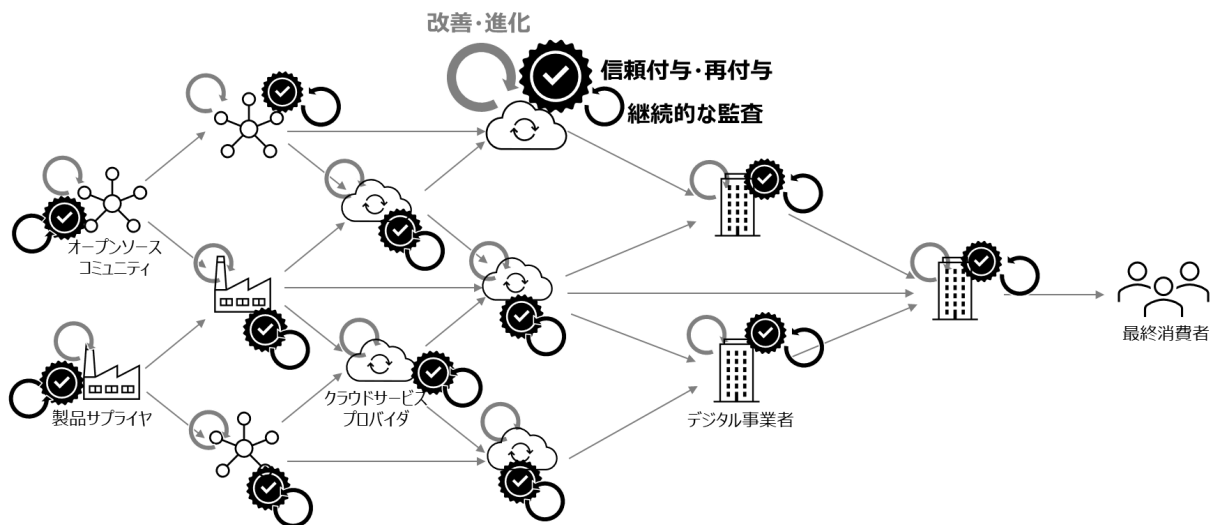 改善・進化
信頼付与・再付与
継続的な監査
オープンソース
コミュニティ
製品サプライヤ
クラウドサービス
プロバイダ
デジタル事業者
最終消費者